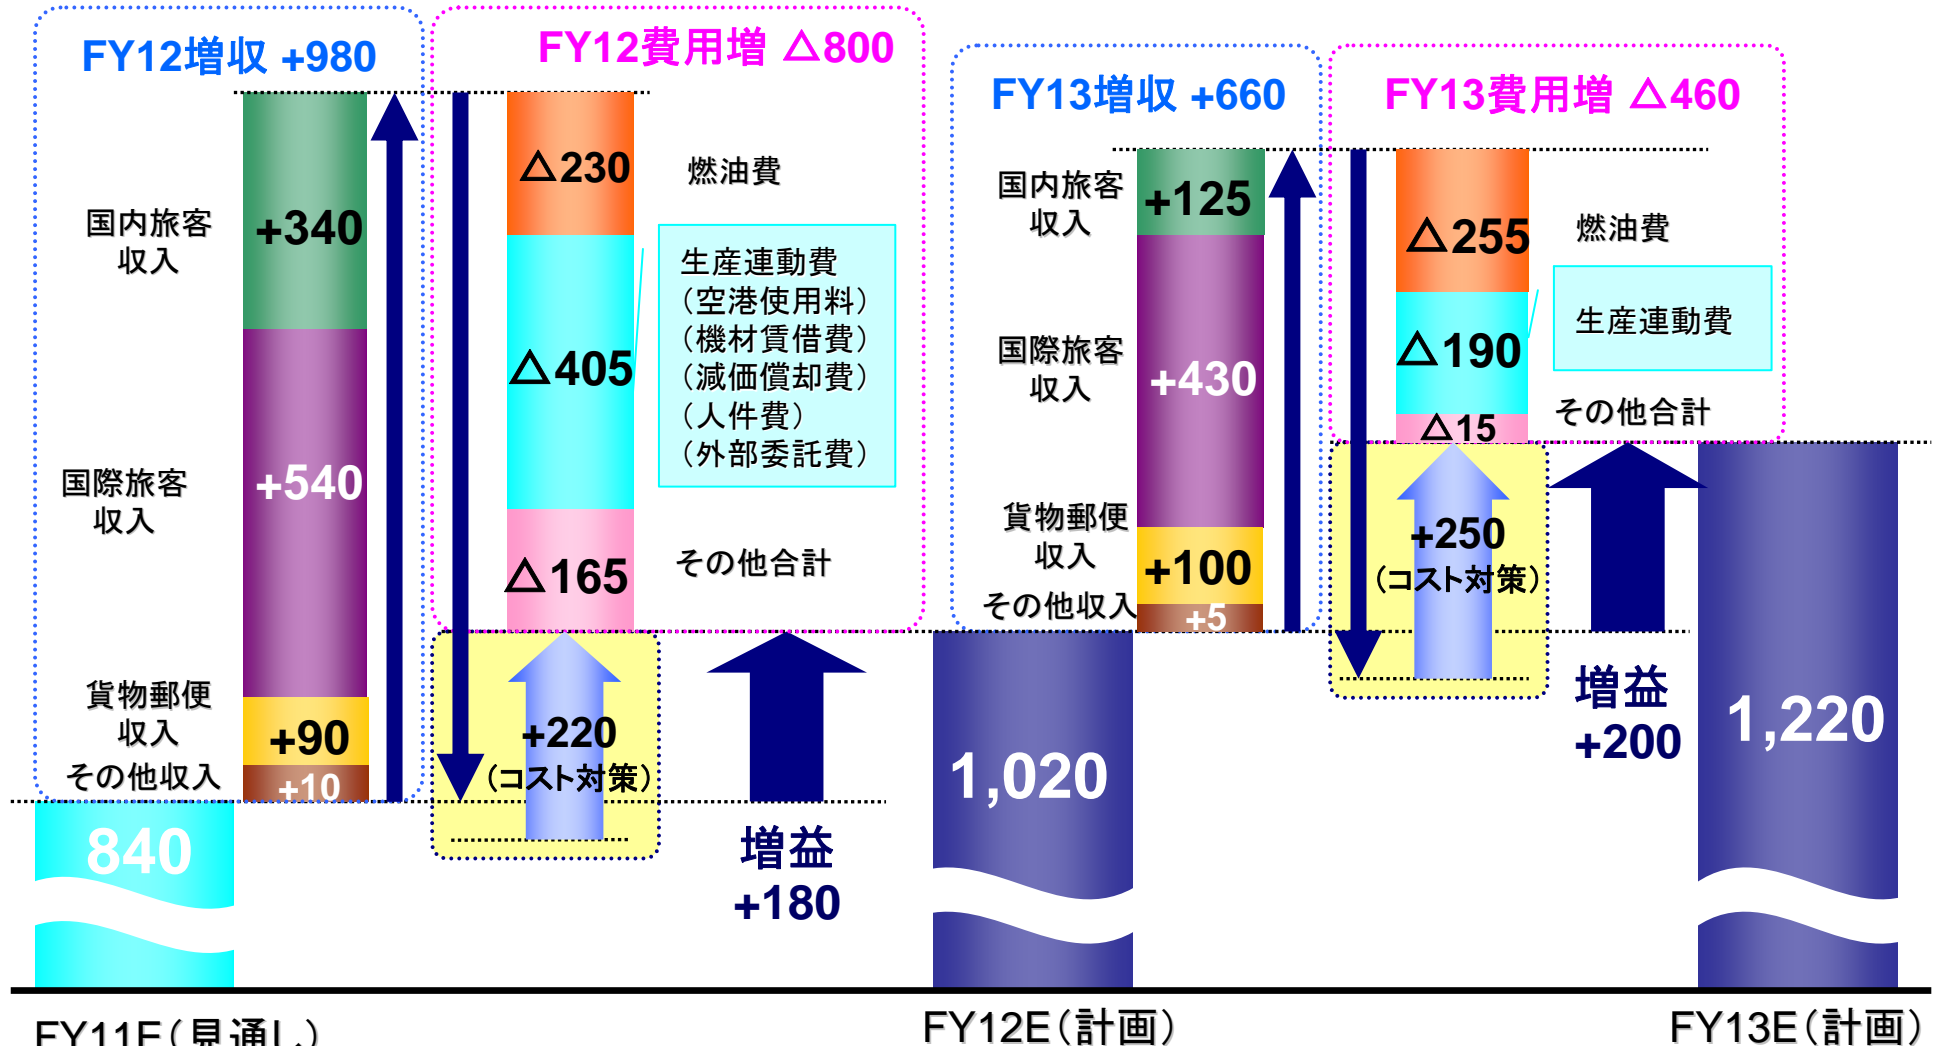 FY12増収 +980
国内旅客
収入
+340
国際旅客
収入
+540
貨物郵便
収入
+90
その他収入
+10
840
FY12費用増 △800
△230
燃油費
△405
生産連動費
（空港使用料）
（機材賃借費）
（減価償却費）
（人件費）
（外部委託費）
△165
その他合計
+220
（コスト対策）
増益
+180
1,020
FY13増収 +660
国内旅客
収入
+125
国際旅客
収入
+430
貨物郵便
収入
+100
その他収入
+5
FY13費用増 △460
△255
燃油費
△190
生産連動費
△15
その他合計
+250
（コスト対策）
増益
+200
1,220
FY11E（見通し）
FY12E（計画）
FY13E（計画）